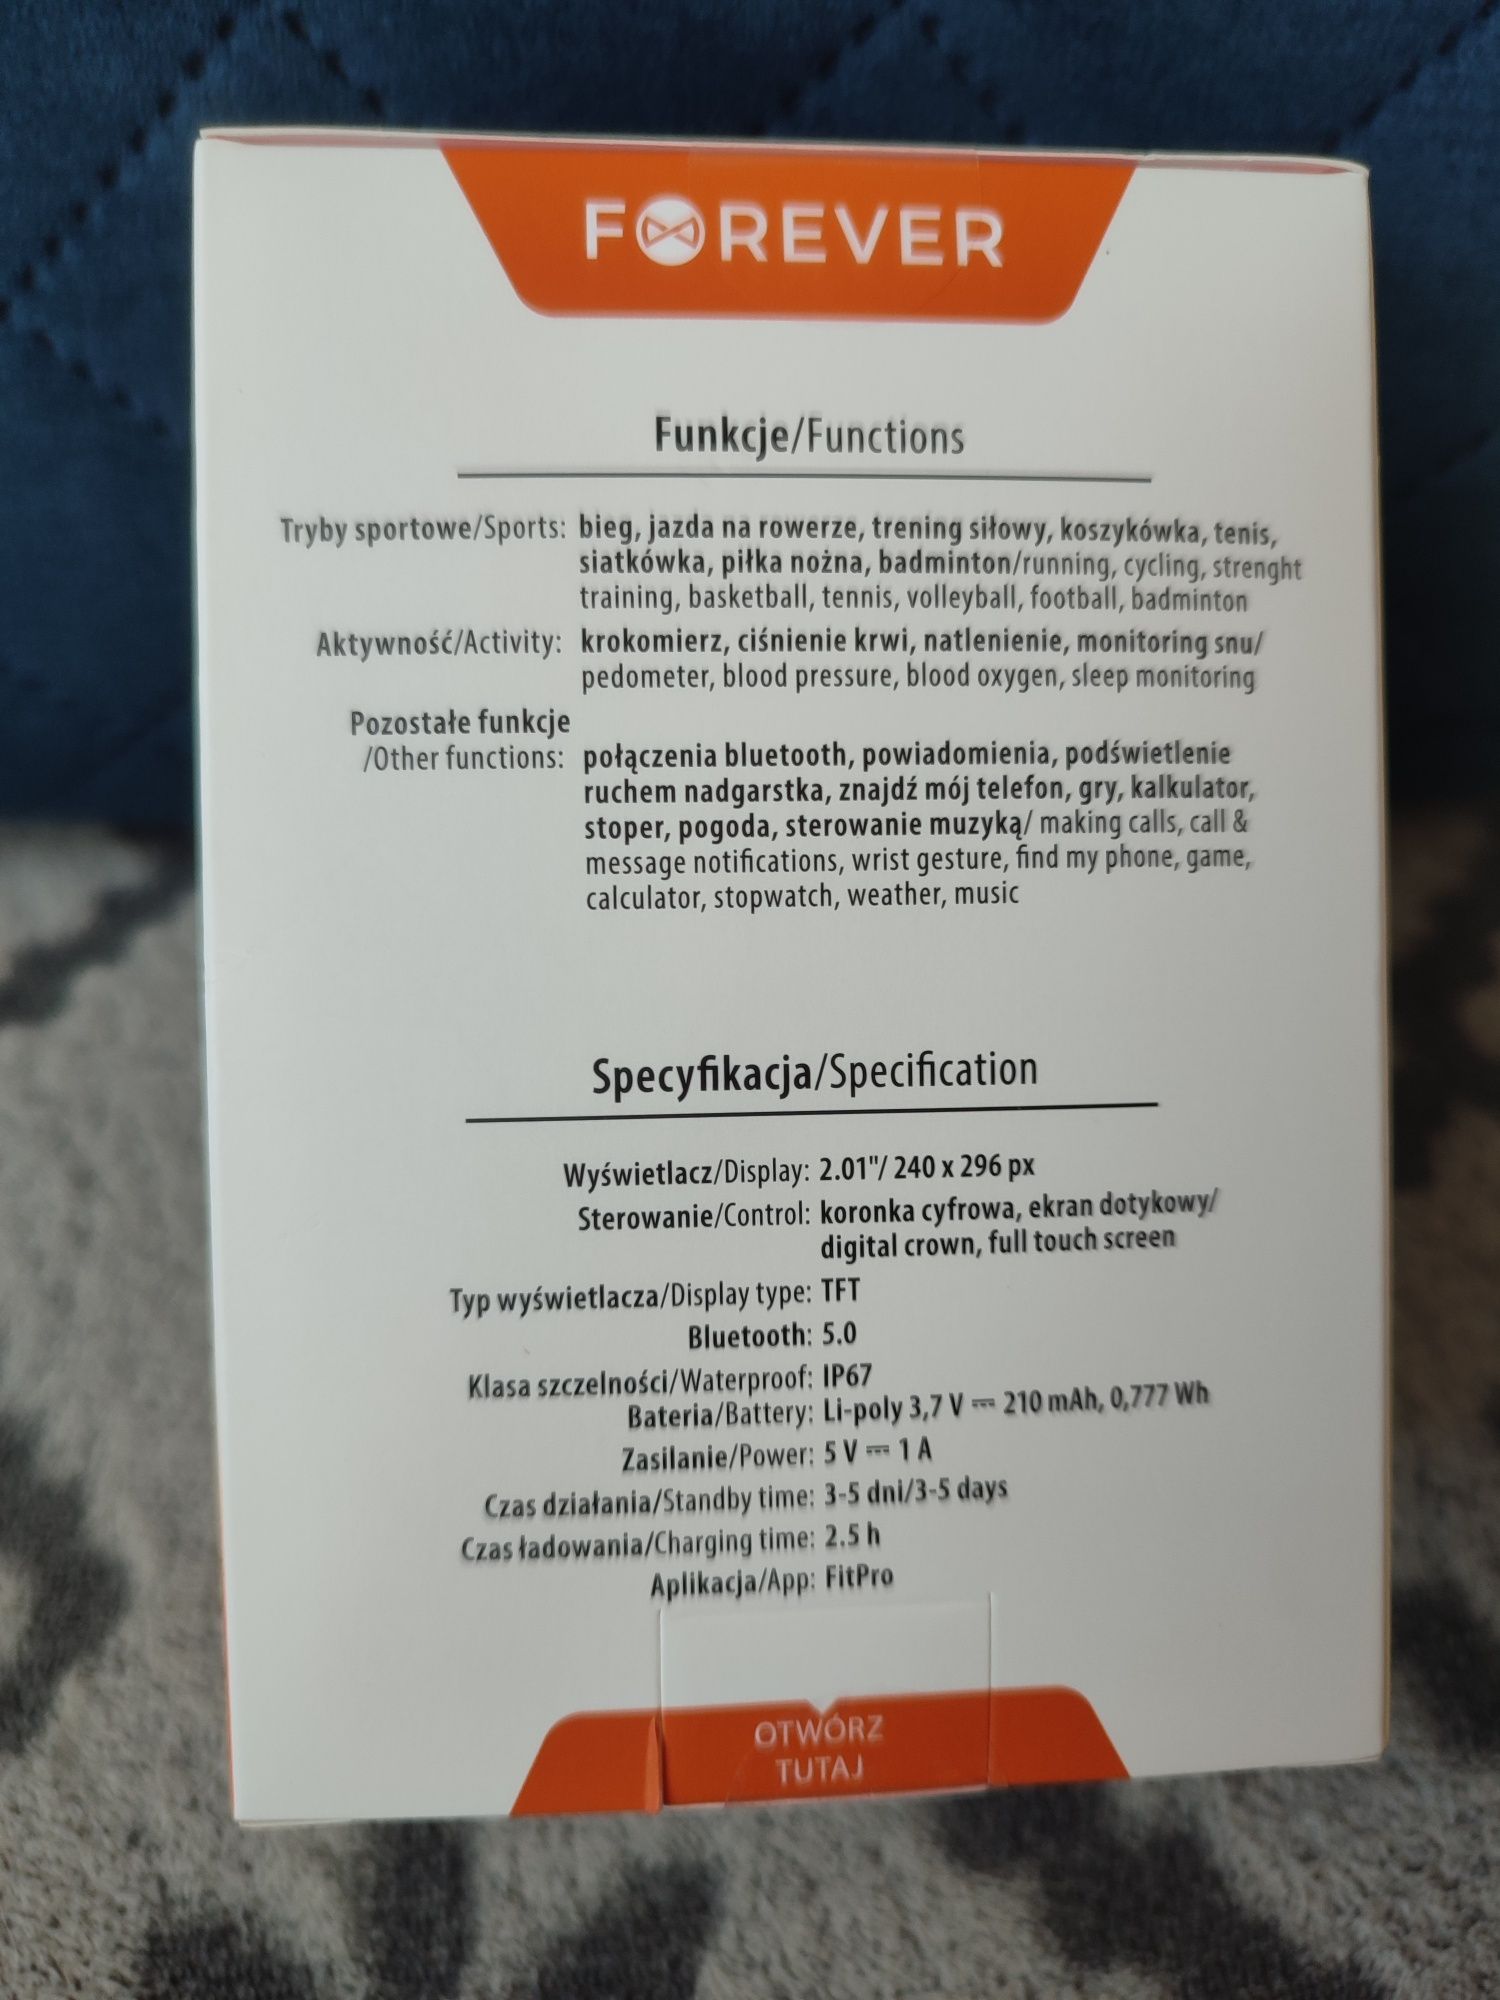 FOREVER
Funkcje/Functions
Tryby sportowe/Sports: bieg, jazda na rowerze, trening siłowy, koszykówka, tenis,
siatkówka, piłka nożna, badminton/running, cycling, strenght
training, basketball, tennis, volleyball, football, badminton
Aktywność/Activity: krokomierz, ciśnienie krwi, natlenienie, monitoring snu/
pedometer, blood pressure, blood oxygen, sleep monitoring
Pozostałe funkcje
/Other functions: połączenia bluetooth, powiadomienia, podświetlenie
ruchem nadgarstka, znajdź mój telefon, gry, kalkulator,
stoper, pogoda, sterowanie muzyką/ making calls, call &
message notifications, wrist gesture, find my phone, game,
calculator, stopwatch, weather, music
Specyfikacja/Specification
Wyświetlacz/Display: 2.01"/ 240 x 296 px
Sterowanie/Control: koronka cyfrowa, ekran dotykowy/
digital crown, full touch screen
Typ wyświetlacza/Display type: TFT
Bluetooth: 5.0
Klasa szczelności/Waterproof: IP67
Bateria/Battery: Li-poly 3,7 V ⎓ 210 mAh, 0,777 Wh
Zasilanie/Power: 5 V ⎓ 1 A
Czas działania/Standby time: 3-5 dni/3-5 days
Czas ładowania/Charging time: 2.5 h
Aplikacja/App: FitPro
OTWÓRZ
TUTAJ